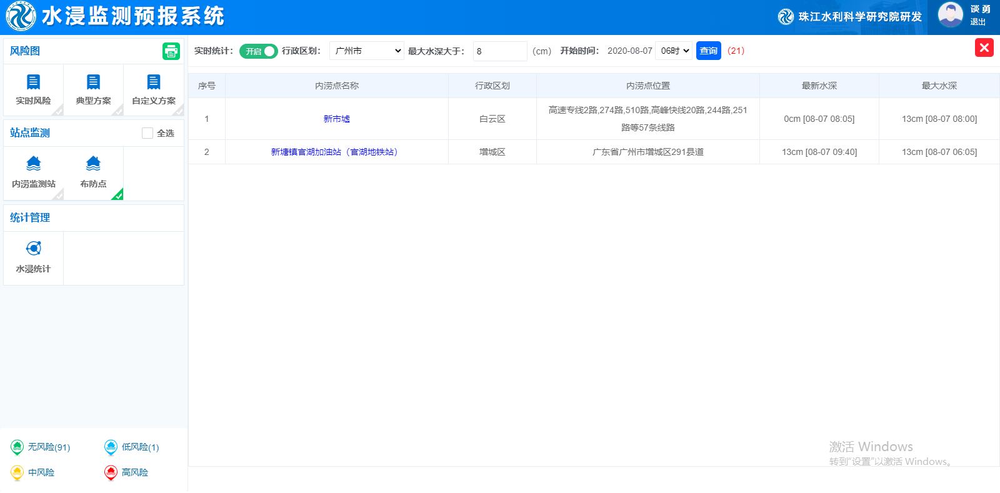 水浸监测预报系统
珠江水利科学研究院研发
谈 勇
退出
风险图
实时风险
典型方案
自定义方案
站点监测
全选
内涝监测站
布防点
统计管理
水浸统计
无风险(91)
低风险(1)
中风险
高风险
实时统计： 开启 行政区划： 广州市 最大水深大于： 8 (cm) 开始时间： 2020-08-07 06时 查询 (21)
序号 内涝点名称 行政区划 内涝点位置 最新水深 最大水深
1 新市墟 白云区 高速专线2路,274路,510路,高峰快线20路,244路,251
路等57条线路 0cm [08-07 08:05] 13cm [08-07 08:00]
2 新塘镇官湖加油站（官湖地铁站） 增城区 广东省广州市增城区291县道 13cm [08-07 09:40] 13cm [08-07 06:05]
激活 Windows
转到"设置"以激活 Windows。